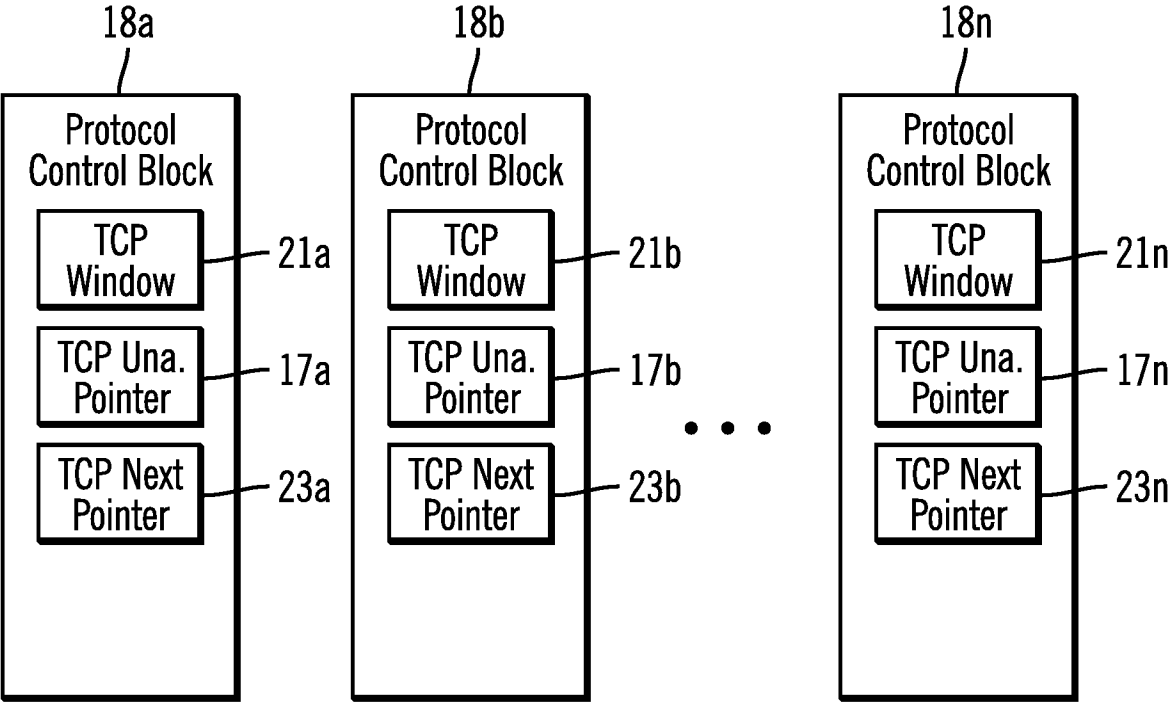 18a
18b
18n
Protocol
Control Block
TCP
Window
21a
TCP Una.
Pointer
17a
TCP Next
Pointer
23a
Protocol
Control Block
TCP
Window
21b
TCP Una.
Pointer
17b
TCP Next
Pointer
23b
Protocol
Control Block
TCP
Window
21n
TCP Una.
Pointer
17n
TCP Next
Pointer
23n